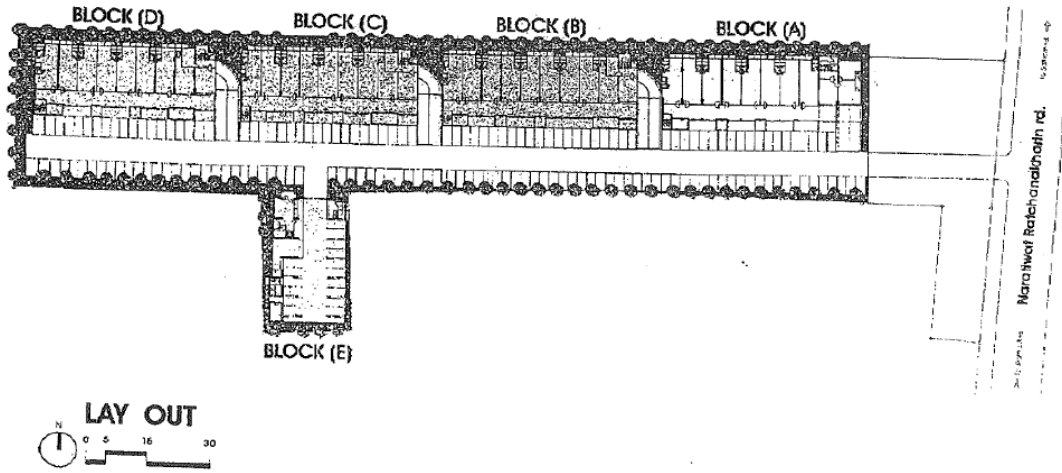 BLOCK (D)
BLOCK (C)
BLOCK (B)
BLOCK (A)
Narathiwat Ratchanakharin rd.
BLOCK (E)
LAY OUT
N
0 5 15 30